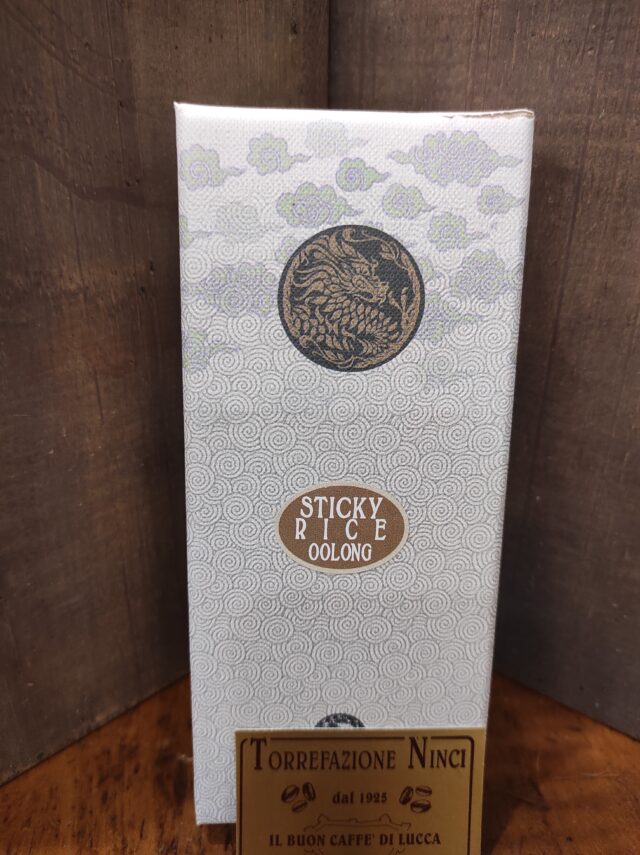 STICKY
RICE
OOLONG
TORREFAZIONE NINCI
dal 1925
IL BUON CAFFE' DI LUCCA